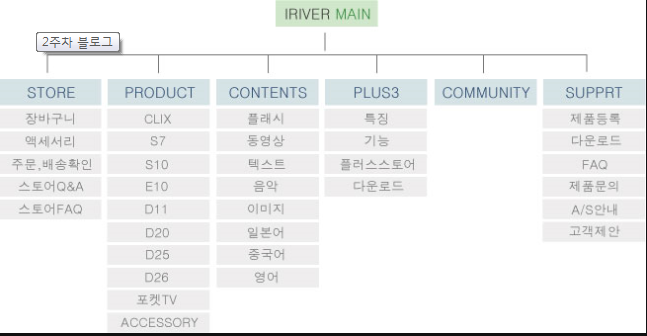 IRIVER MAIN
2주차 블로그
STORE PRODUCT CONTENTS PLUS3 COMMUNITY SUPPRT
장바구니 CLIX 플래시 특징 제품등록
액세서리 S7 동영상 기능 다운로드
주문,배송확인 S10 텍스트 플러스스토어 FAQ
스토어Q&A E10 음악 다운로드 제품문의
스토어FAQ D11 이미지 A/S안내
D20 일본어 고객제안
D25 중국어
D26 영어
포켓TV
ACCESSORY